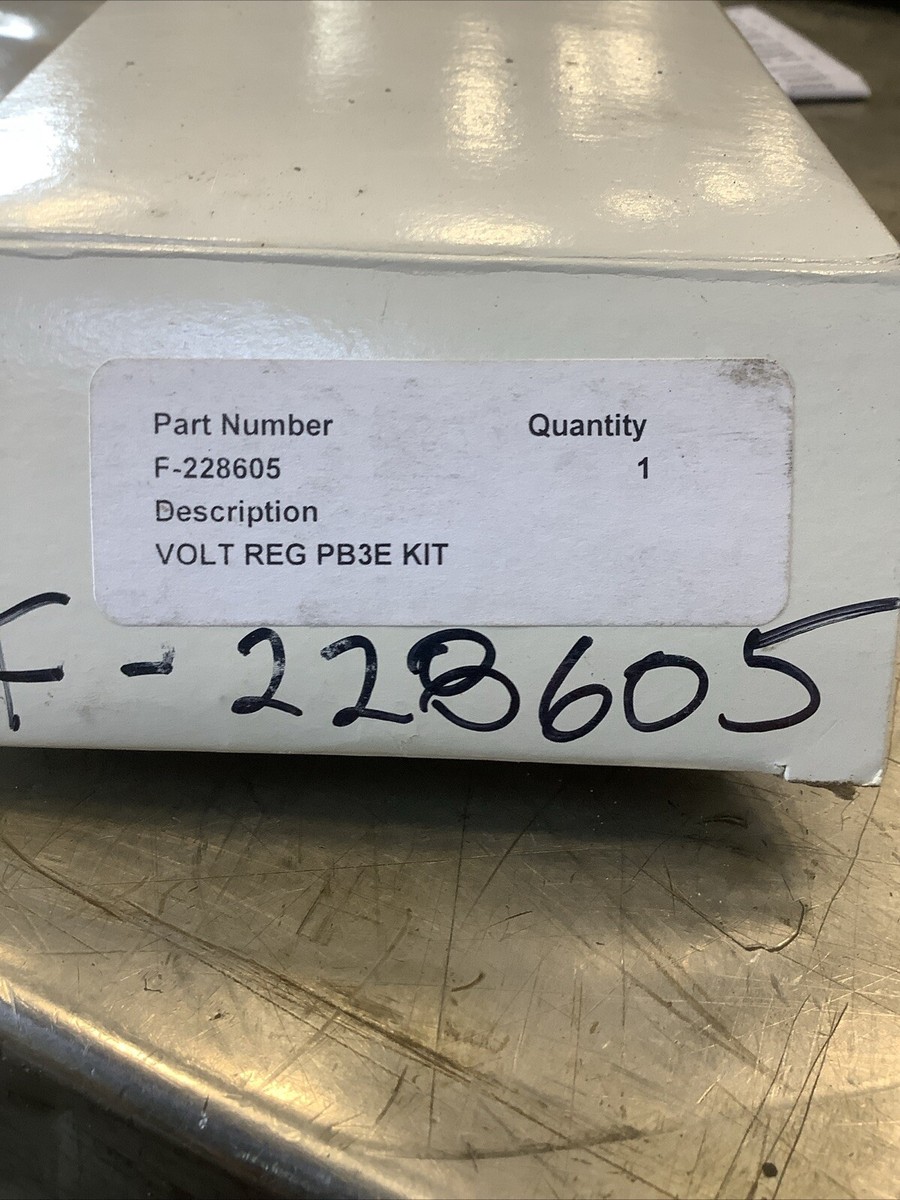 Part Number Quantity
F-228605 1
Description
VOLT REG PB3E KIT
F-228605